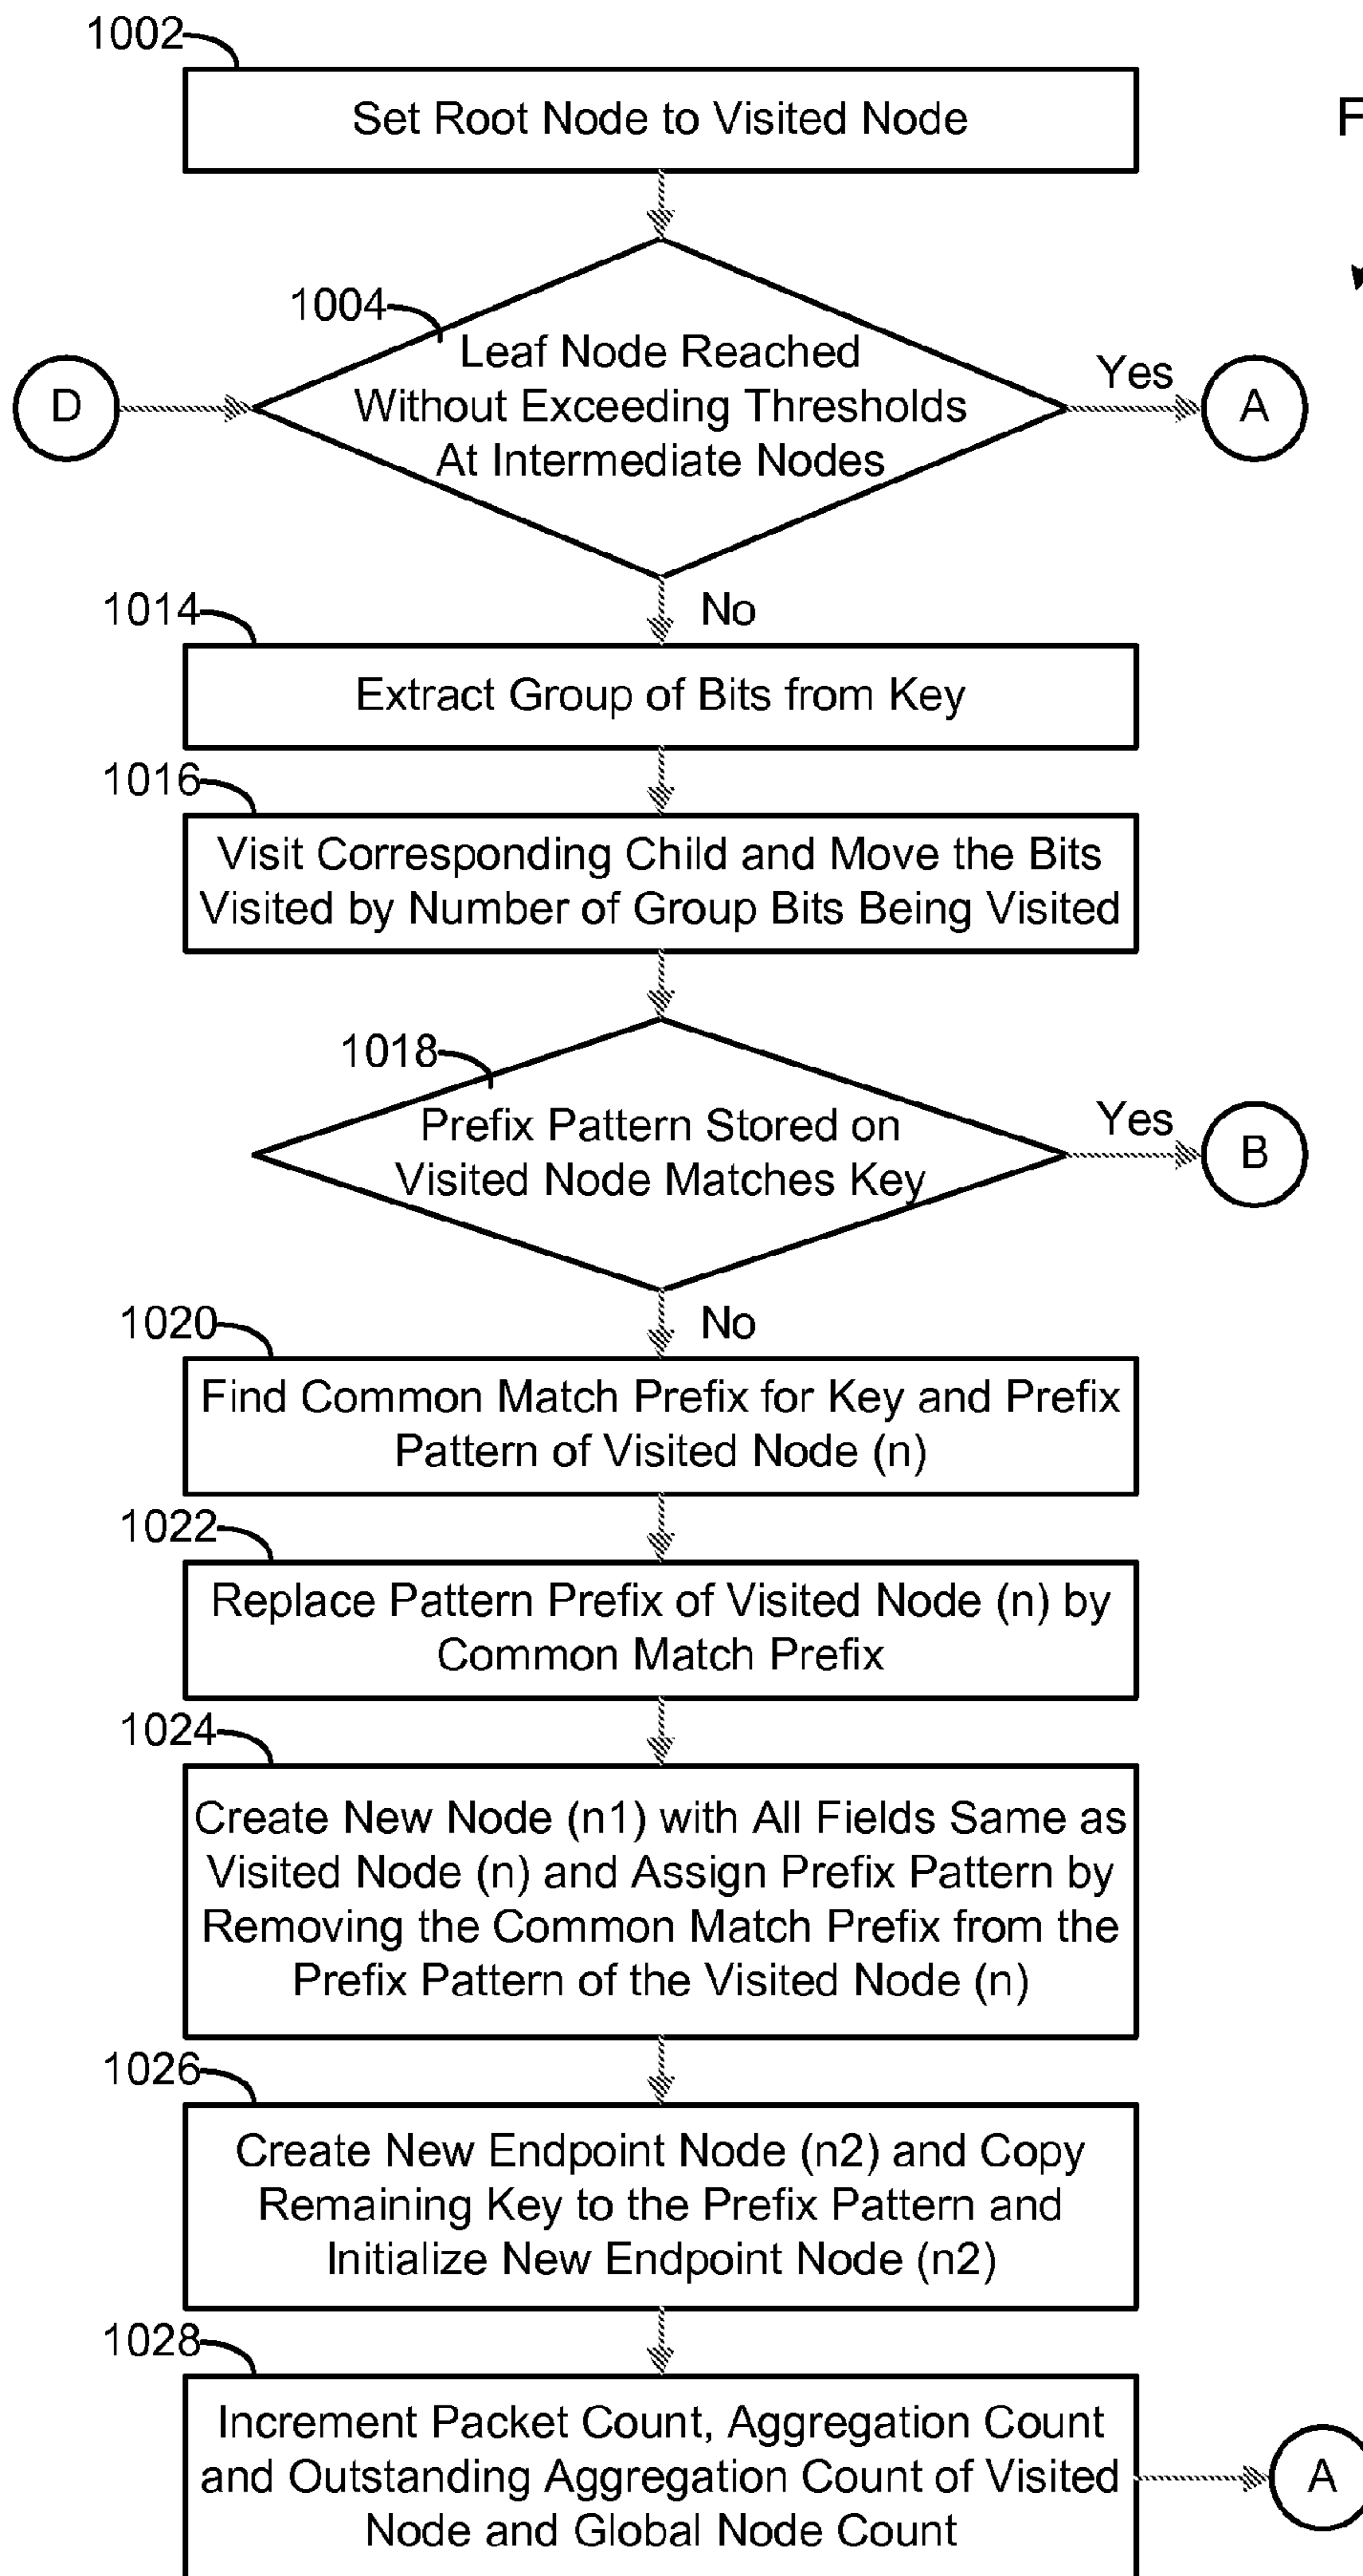 1002
Set Root Node to Visited Node
F
1004
Leaf Node Reached
Without Exceeding Thresholds
At Intermediate Nodes
D
Yes
A
No
1014
Extract Group of Bits from Key
1016
Visit Corresponding Child and Move the Bits
Visited by Number of Group Bits Being Visited
1018
Prefix Pattern Stored on
Visited Node Matches Key
Yes
B
No
1020
Find Common Match Prefix for Key and Prefix
Pattern of Visited Node (n)
1022
Replace Pattern Prefix of Visited Node (n) by
Common Match Prefix
1024
Create New Node (n1) with All Fields Same as
Visited Node (n) and Assign Prefix Pattern by
Removing the Common Match Prefix from the
Prefix Pattern of the Visited Node (n)
1026
Create New Endpoint Node (n2) and Copy
Remaining Key to the Prefix Pattern and
Initialize New Endpoint Node (n2)
1028
Increment Packet Count, Aggregation Count
and Outstanding Aggregation Count of Visited
Node and Global Node Count
A